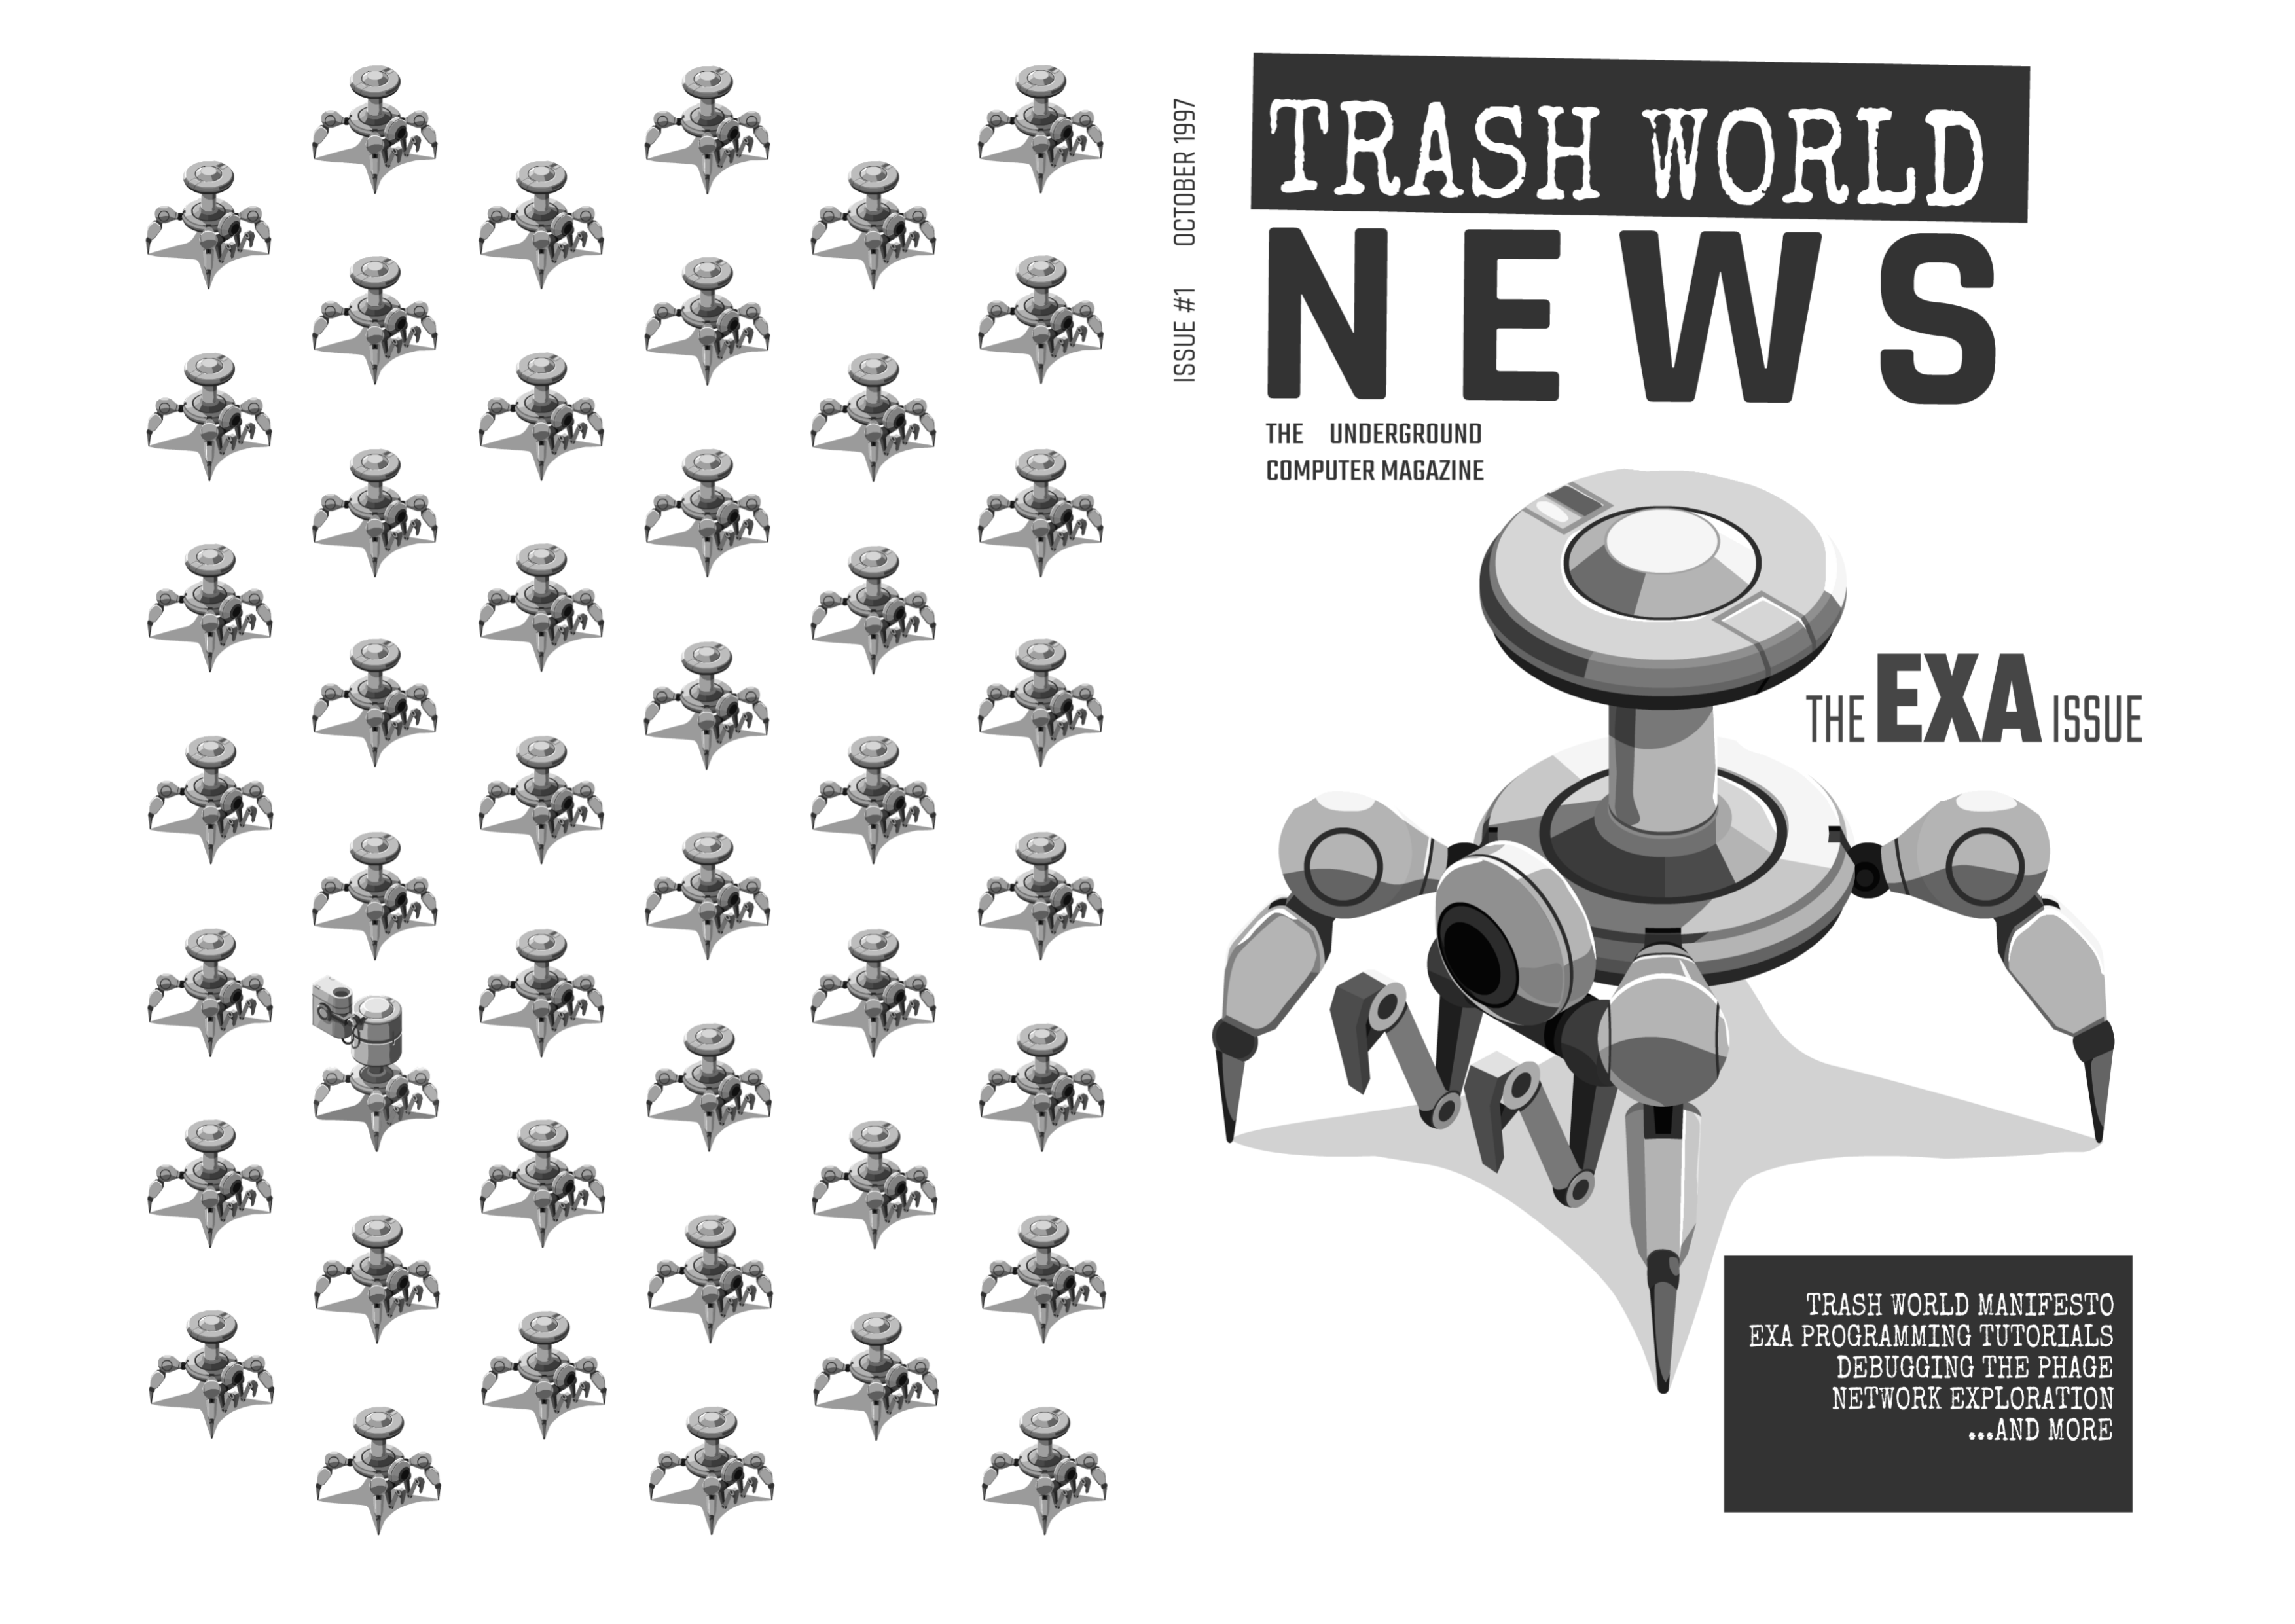 ISSUE #1 OCTOBER 1997
TRASH WORLD
NEWS
THE UNDERGROUND
COMPUTER MAGAZINE
THE EXA ISSUE
TRASH WORLD MANIFESTO
EXA PROGRAMMING TUTORIALS
DEBUGGING THE PHAGE
NETWORK EXPLORATION
...AND MORE